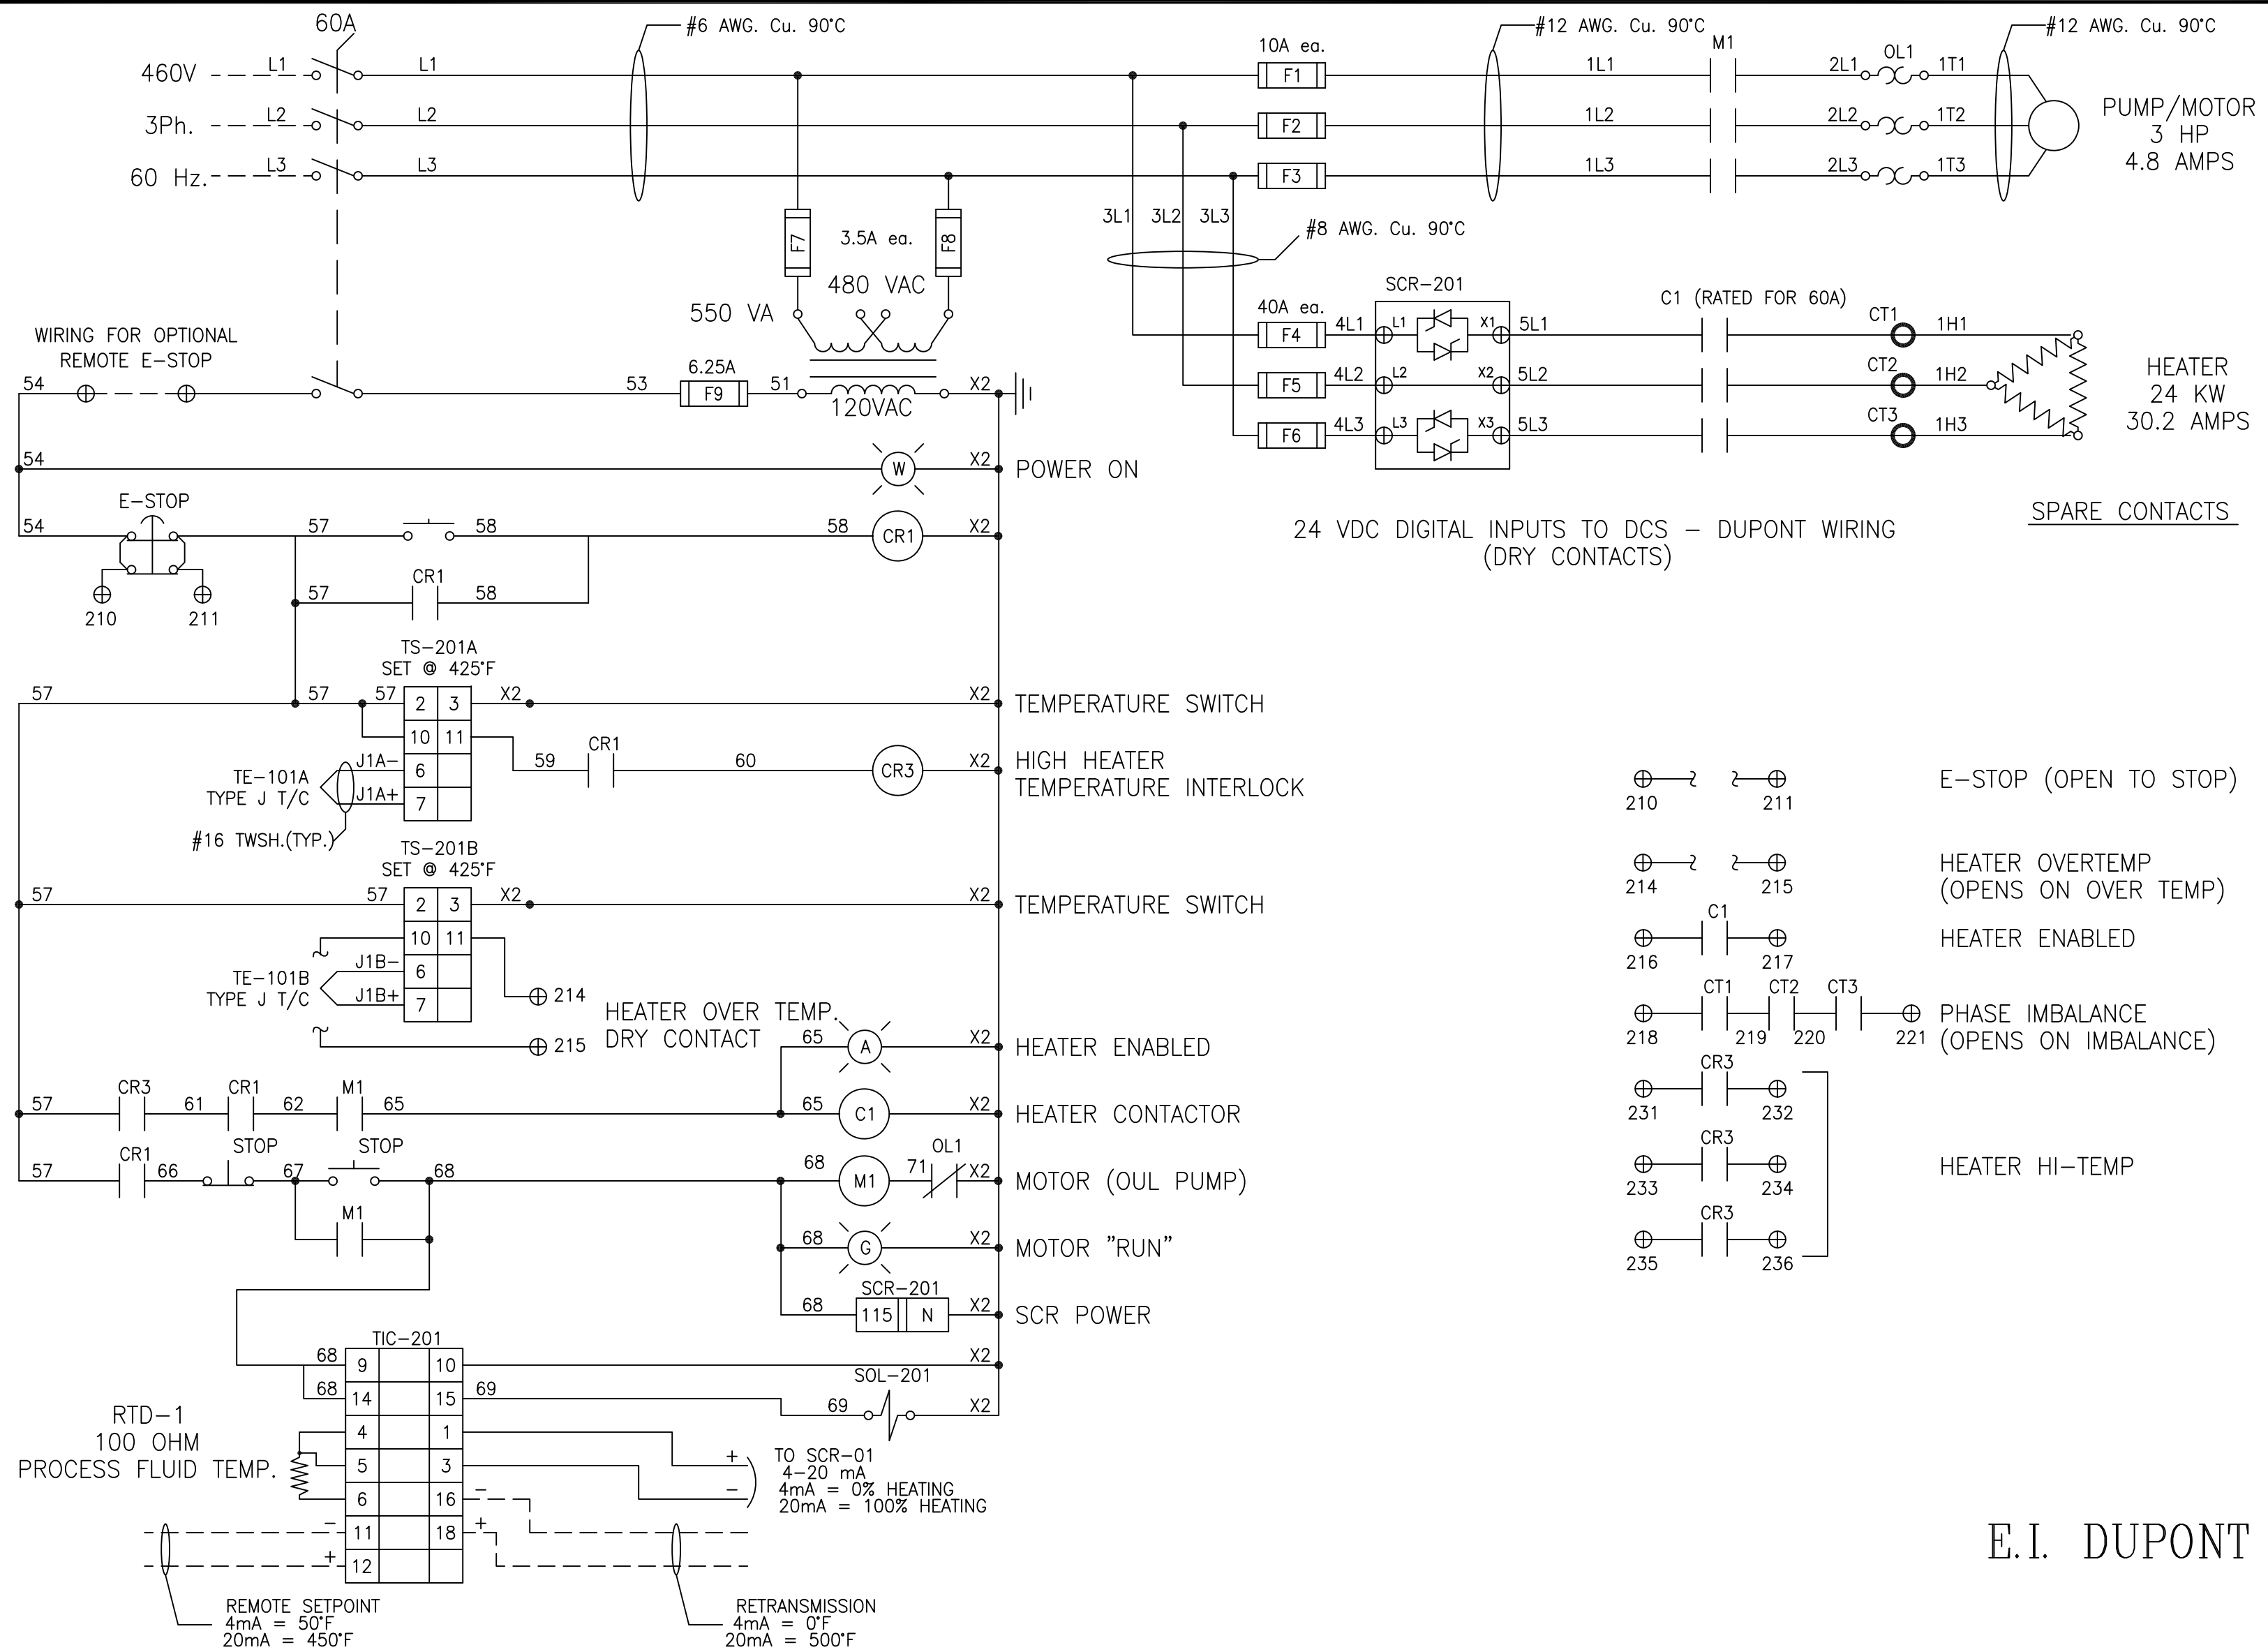 60A
#6 AWG. Cu. 90°C
#12 AWG. Cu. 90°C
#12 AWG. Cu. 90°C
460V L1 L1
10A ea.
F1 1L1 M1 2L1 OL1 1T1
3Ph. L2 L2 F2 1L2 2L2 1T2
60 Hz. L3 L3 F3 1L3 2L3 1T3
PUMP/MOTOR
3 HP
4.8 AMPS
3L1 3L2 3L3
#8 AWG. Cu. 90°C
F7 3.5A ea. F8
480 VAC
550 VA
SCR-201
C1 (RATED FOR 60A)
40A ea.
F4 4L1 L1 X1 5L1 CT1 1H1
F5 4L2 L2 X2 5L2 CT2 1H2
F6 4L3 L3 X3 5L3 CT3 1H3
HEATER
24 KW
30.2 AMPS
WIRING FOR OPTIONAL
REMOTE E-STOP
54 53 6.25A F9 51 120VAC X2
54 W X2 POWER ON
E-STOP
54 57 58 58 CR1 X2
210 211
57 CR1 58
24 VDC DIGITAL INPUTS TO DCS - DUPONT WIRING
(DRY CONTACTS)
SPARE CONTACTS
TS-201A
SET @ 425°F
57 57 57 2 3 X2 X2 TEMPERATURE SWITCH
10 11 59 CR1 60 CR3 X2
HIGH HEATER
TEMPERATURE INTERLOCK
TE-101A
TYPE J T/C
J1A- 6
J1A+ 7
#16 TWSH.(TYP.)
TS-201B
SET @ 425°F
57 57 2 3 X2 X2 TEMPERATURE SWITCH
10 11
TE-101B
TYPE J T/C
J1B- 6
J1B+ 7
214
215
HEATER OVER TEMP.
DRY CONTACT
65 A X2 HEATER ENABLED
57 CR3 61 CR1 62 M1 65 65 C1 X2 HEATER CONTACTOR
57 CR1 66 STOP 67 STOP 68 68 M1 71 OL1 X2 MOTOR (OUL PUMP)
M1
68 G X2 MOTOR "RUN"
SCR-201
68 115 N X2 SCR POWER
TIC-201
68 9 10 X2
68 14 15 69 69 SOL-201 X2
4 1
5 3
6 16 -
- 11 18 +
+ 12
RTD-1
100 OHM
PROCESS FLUID TEMP.
+
-
TO SCR-01
4-20 mA
4mA = 0% HEATING
20mA = 100% HEATING
REMOTE SETPOINT
4mA = 50°F
20mA = 450°F
RETRANSMISSION
4mA = 0°F
20mA = 500°F
210 211 E-STOP (OPEN TO STOP)
214 215
HEATER OVERTEMP
(OPENS ON OVER TEMP)
C1
216 217 HEATER ENABLED
CT1 CT2 CT3
218 219 220 221
PHASE IMBALANCE
(OPENS ON IMBALANCE)
CR3
231 232
CR3
233 234
HEATER HI-TEMP
CR3
235 236
E.I. DUPONT